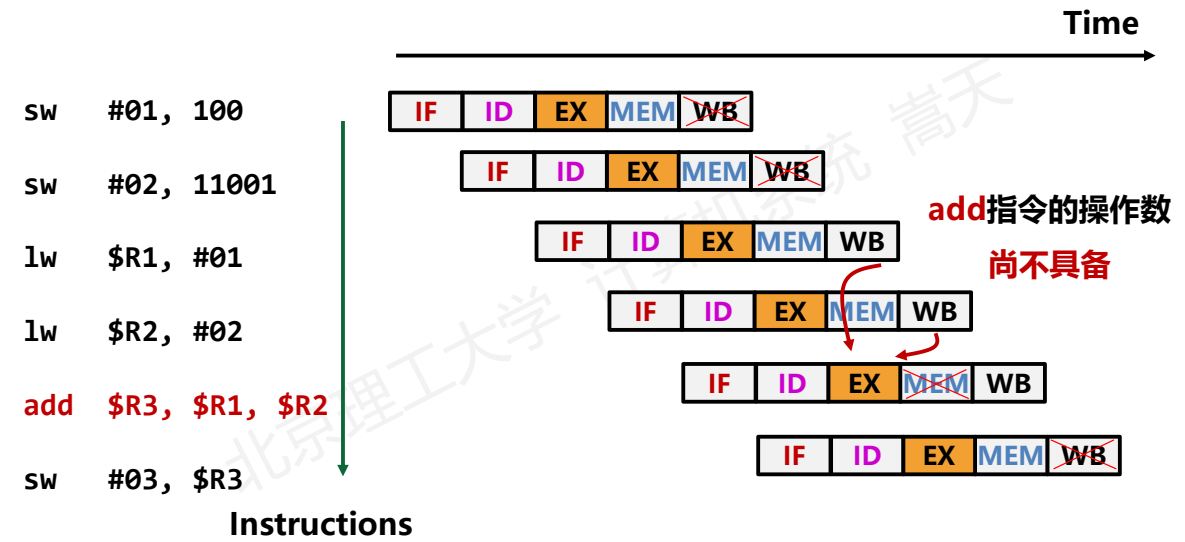 Time
sw #01, 100
IF ID EX MEM WB
sw #02, 11001
IF ID EX MEM WB
add指令的操作数
尚不具备
lw $R1, #01
IF ID EX MEM WB
lw $R2, #02
IF ID EX MEM WB
add $R3, $R1, $R2
IF ID EX MEM WB
sw #03, $R3
IF ID EX MEM WB
Instructions
北京理工大学 计算机系统 嵩天